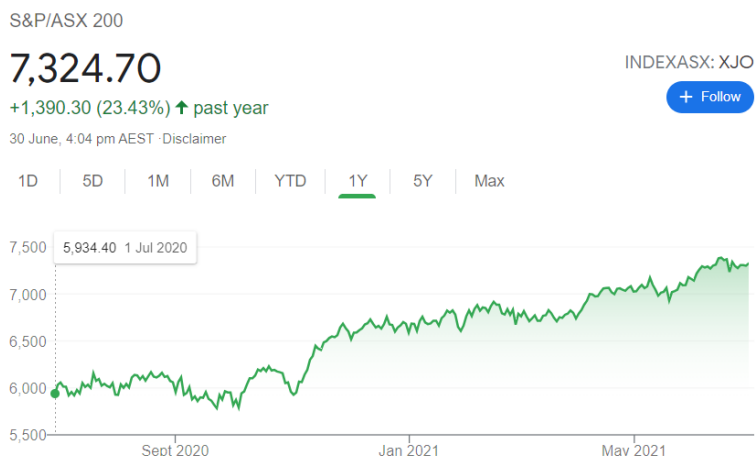 S&P/ASX 200
7,324.70
INDEXASX: XJO
+1,390.30 (23.43%) ↑ past year
+ Follow
30 June, 4:04 pm AEST · Disclaimer
1D 5D 1M 6M YTD 1Y 5Y Max
7,500
5,934.40 1 Jul 2020
7,000
6,500
6,000
5,500
Sept 2020 Jan 2021 May 2021